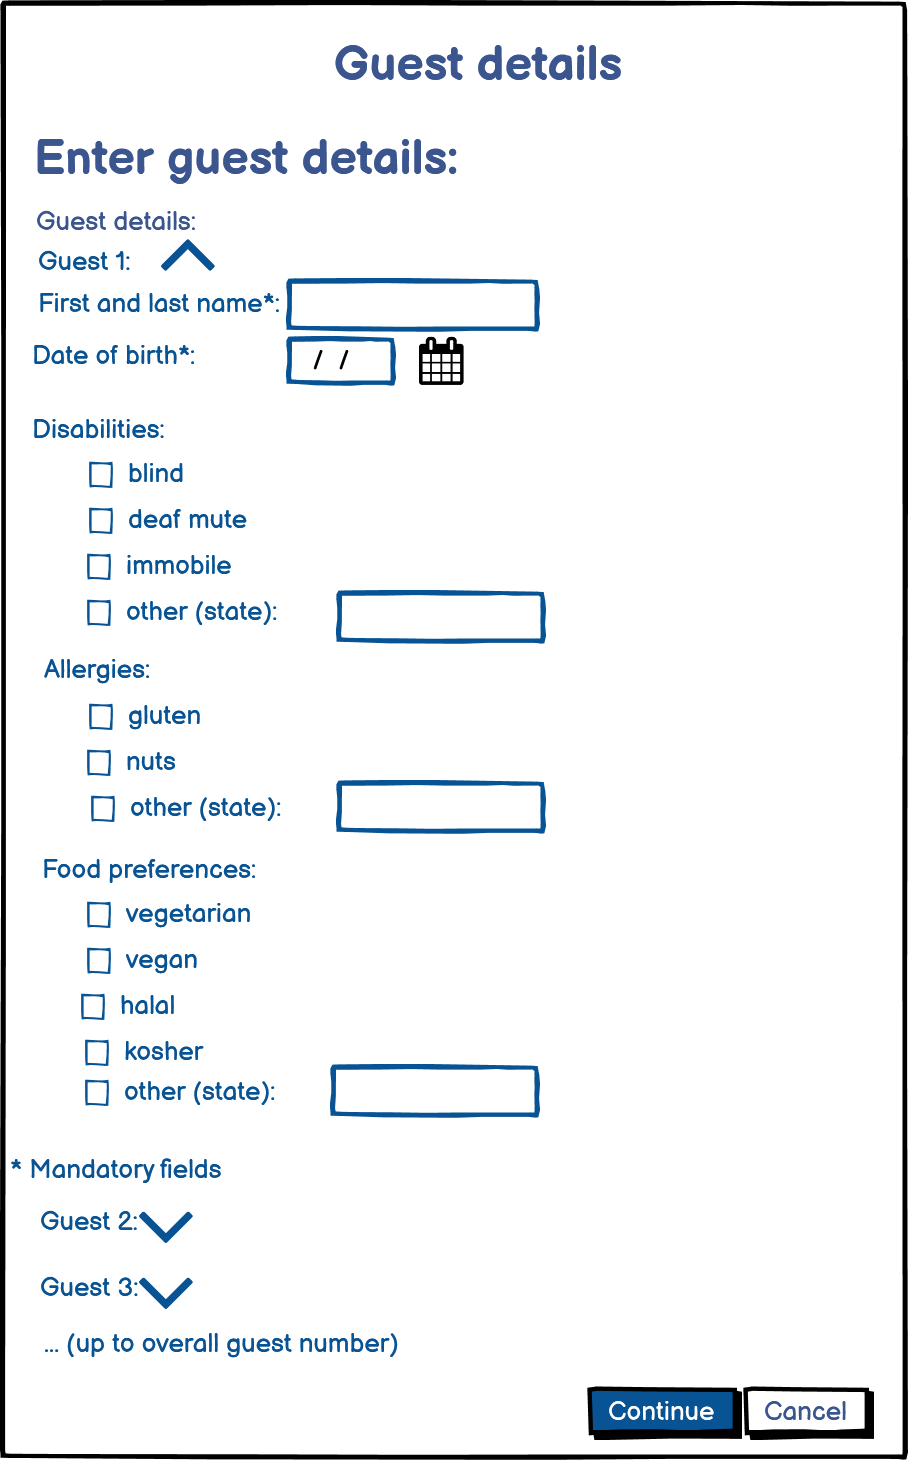 Guest details
Enter guest details:
Guest details:
Guest 1:
First and last name*:
Date of birth*:
/ /
Disabilities:
blind
deaf mute
immobile
other (state):
Allergies:
gluten
nuts
other (state):
Food preferences:
vegetarian
vegan
halal
kosher
other (state):
* Mandatory fields
Guest 2:
Guest 3:
... (up to overall guest number)
Continue Cancel